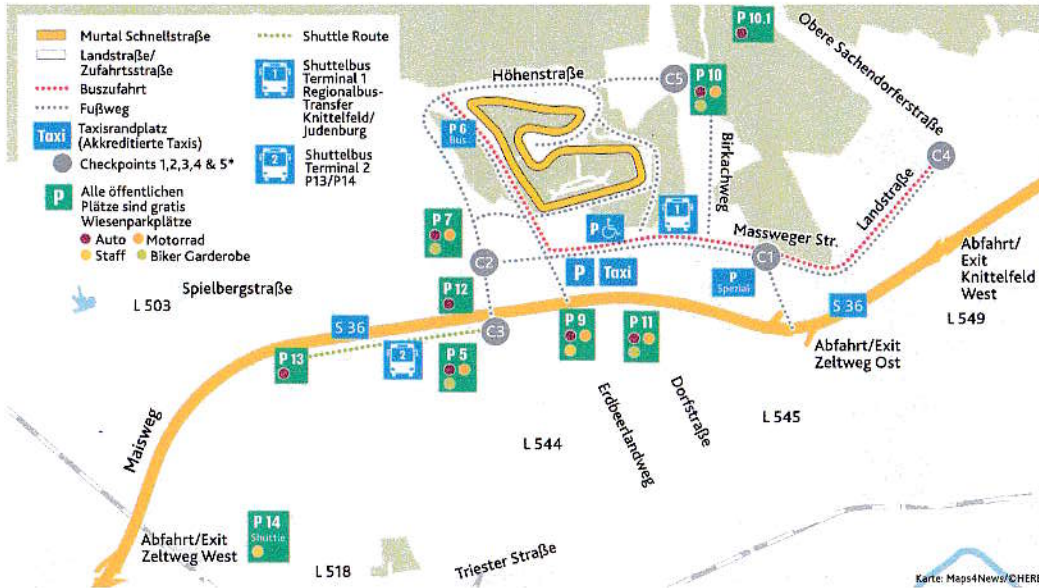 Murtal Schnellstraße
Landstraße/
Zufahrtsstraße
Buszufahrt
Fußweg
Taxi
Taxisrandplatz
(Akkreditierte Taxis)
Checkpoints 1,2,3,4 & 5*
P
Alle öffentlichen
Plätze sind gratis
Wiesenparkplätze
Auto
Motorrad
Staff
Biker Garderobe
Shuttle Route
1
Shuttelbus
Terminal 1
Regionalbus-
Transfer
Knittelfeld/
Judenburg
2
Shuttelbus
Terminal 2
P13/P14
P 10.1
Obere Sachendorferstraße
Höhenstraße
C5
P 10
P 6
Bus
Birkachweg
C4
Landstraße
P 7
P
1
Massweger Str.
C1
C2
P Taxi
P
Spezial
Abfahrt/
Exit
Knittelfeld
West
Spielbergstraße
L 503
P 12
S 36
S 36
L 549
C3
P 9
P 11
Abfahrt/Exit
Zeltweg Ost
P 13
2
P 5
Maisweg
Erdbeerlandweg
Dorfstraße
L 545
L 544
P 14
Shuttle
Abfahrt/Exit
Zeltweg West
L 518
Triester Straße
Karte: Maps4News/©HERE